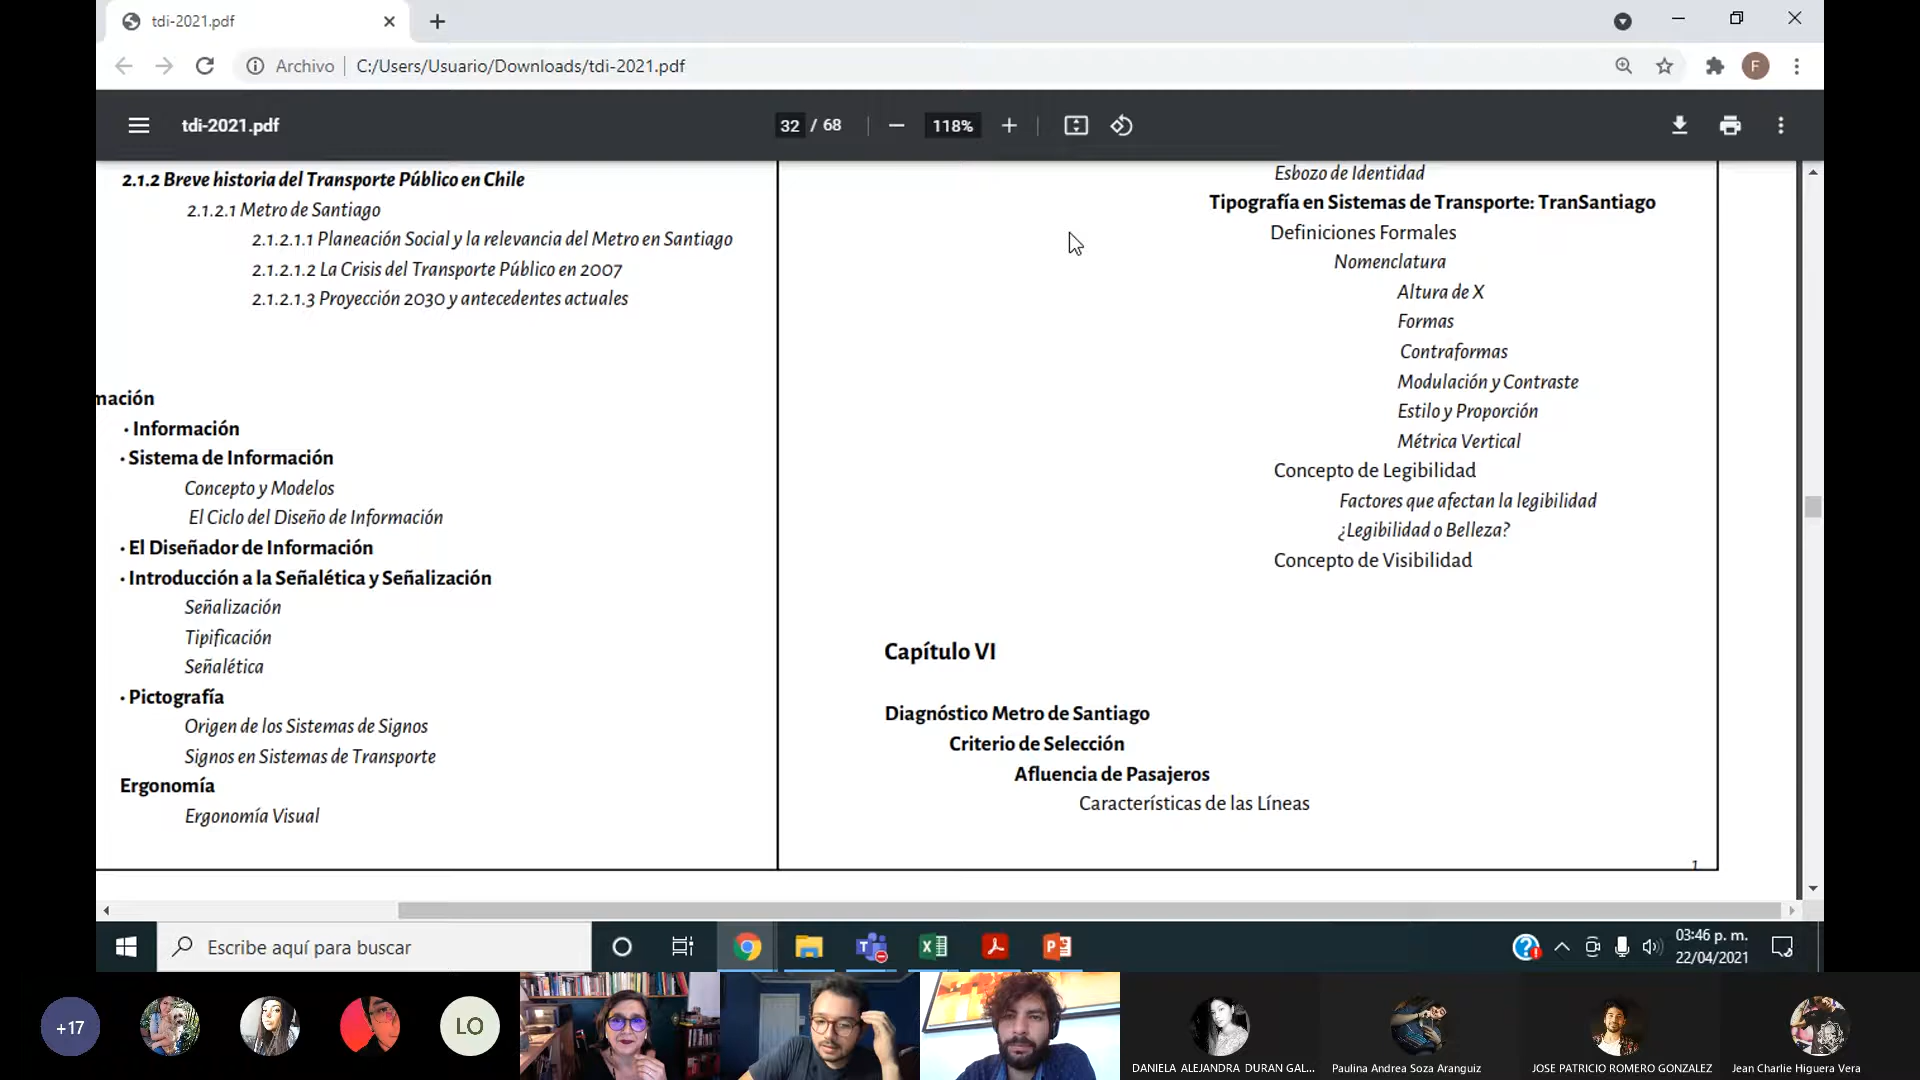 tdi-2021.pdf
Archivo
C:/Users/Usuario/Downloads/tdi-2021.pdf
F
tdi-2021.pdf
32 / 68
118%
2.1.2 Breve historia del Transporte Público en Chile
2.1.2.1 Metro de Santiago
2.1.2.1.1 Planeación Social y la relevancia del Metro en Santiago
2.1.2.1.2 La Crisis del Transporte Público en 2007
2.1.2.1.3 Proyección 2030 y antecedentes actuales
mación
• Información
• Sistema de Información
Concepto y Modelos
El Ciclo del Diseño de Información
• El Diseñador de Información
• Introducción a la Señalética y Señalización
Señalización
Tipificación
Señalética
• Pictografía
Origen de los Sistemas de Signos
Signos en Sistemas de Transporte
Ergonomía
Ergonomía Visual
Esbozo de Identidad
Tipografía en Sistemas de Transporte: TranSantiago
Definiciones Formales
Nomenclatura
Altura de X
Formas
Contraformas
Modulación y Contraste
Estilo y Proporción
Métrica Vertical
Concepto de Legibilidad
Factores que afectan la legibilidad
¿Legibilidad o Belleza?
Concepto de Visibilidad
Capítulo VI
Diagnóstico Metro de Santiago
Criterio de Selección
Afluencia de Pasajeros
Características de las Líneas
1
Escribe aquí para buscar
03:46 p. m.
22/04/2021
+17
LO
DANIELA ALEJANDRA DURAN GAL...
Paulina Andrea Soza Aranguiz
JOSE PATRICIO ROMERO GONZALEZ
Jean Charlie Higuera Vera